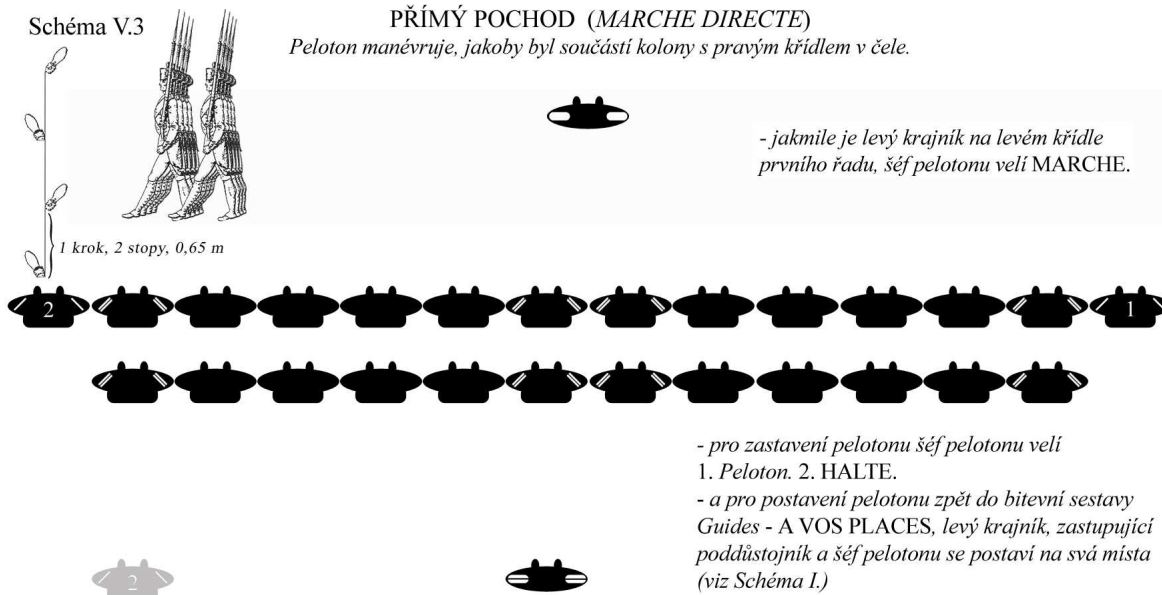 Schéma V.3
PŘÍMÝ POCHOD (MARCHE DIRECTE)
Peloton manévruje, jakoby byl součástí kolony s pravým křídlem v čele.
- jakmile je levý krajník na levém křídle
prvního řadu, šéf pelotonu velí MARCHE.
1 krok, 2 stopy, 0,65 m
2
1
- pro zastavení pelotonu šéf pelotonu velí
1. Peloton. 2. HALTE.
- a pro postavení pelotonu zpět do bitevní sestavy
Guides - A VOS PLACES, levý krajník, zastupující
poddůstojník a šéf pelotonu se postaví na svá místa
(viz Schéma I.)
2